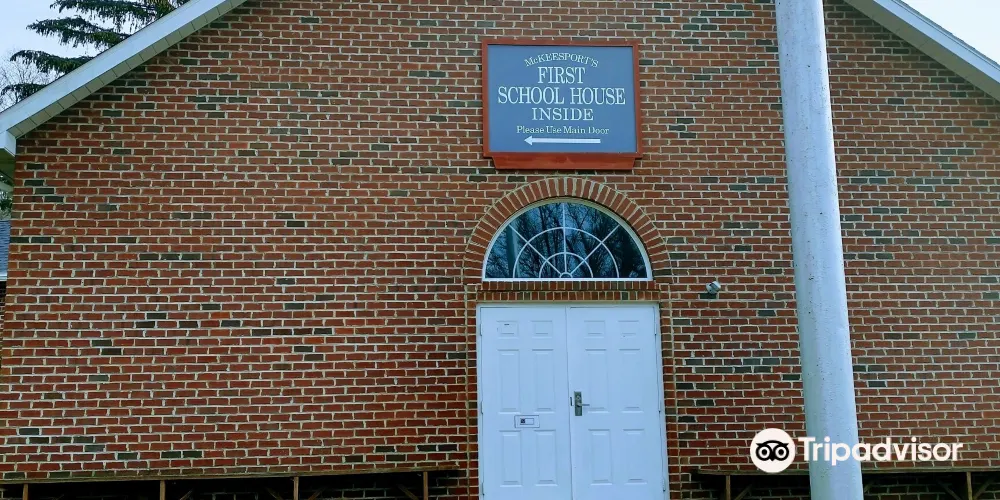 McKEESPORT'S
FIRST
SCHOOL HOUSE
INSIDE
Please Use Main Door
Tripadvisor